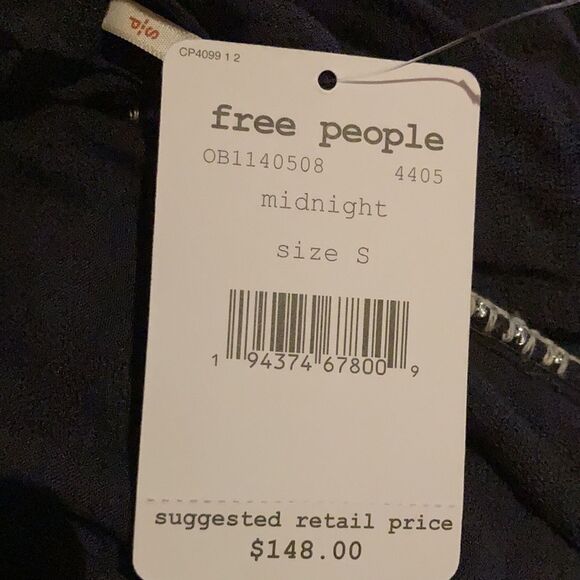 S|P
CP4099 1 2
free people
OB1140508 4405
midnight
size S
1 94374 67800 9
suggested retail price
$148.00